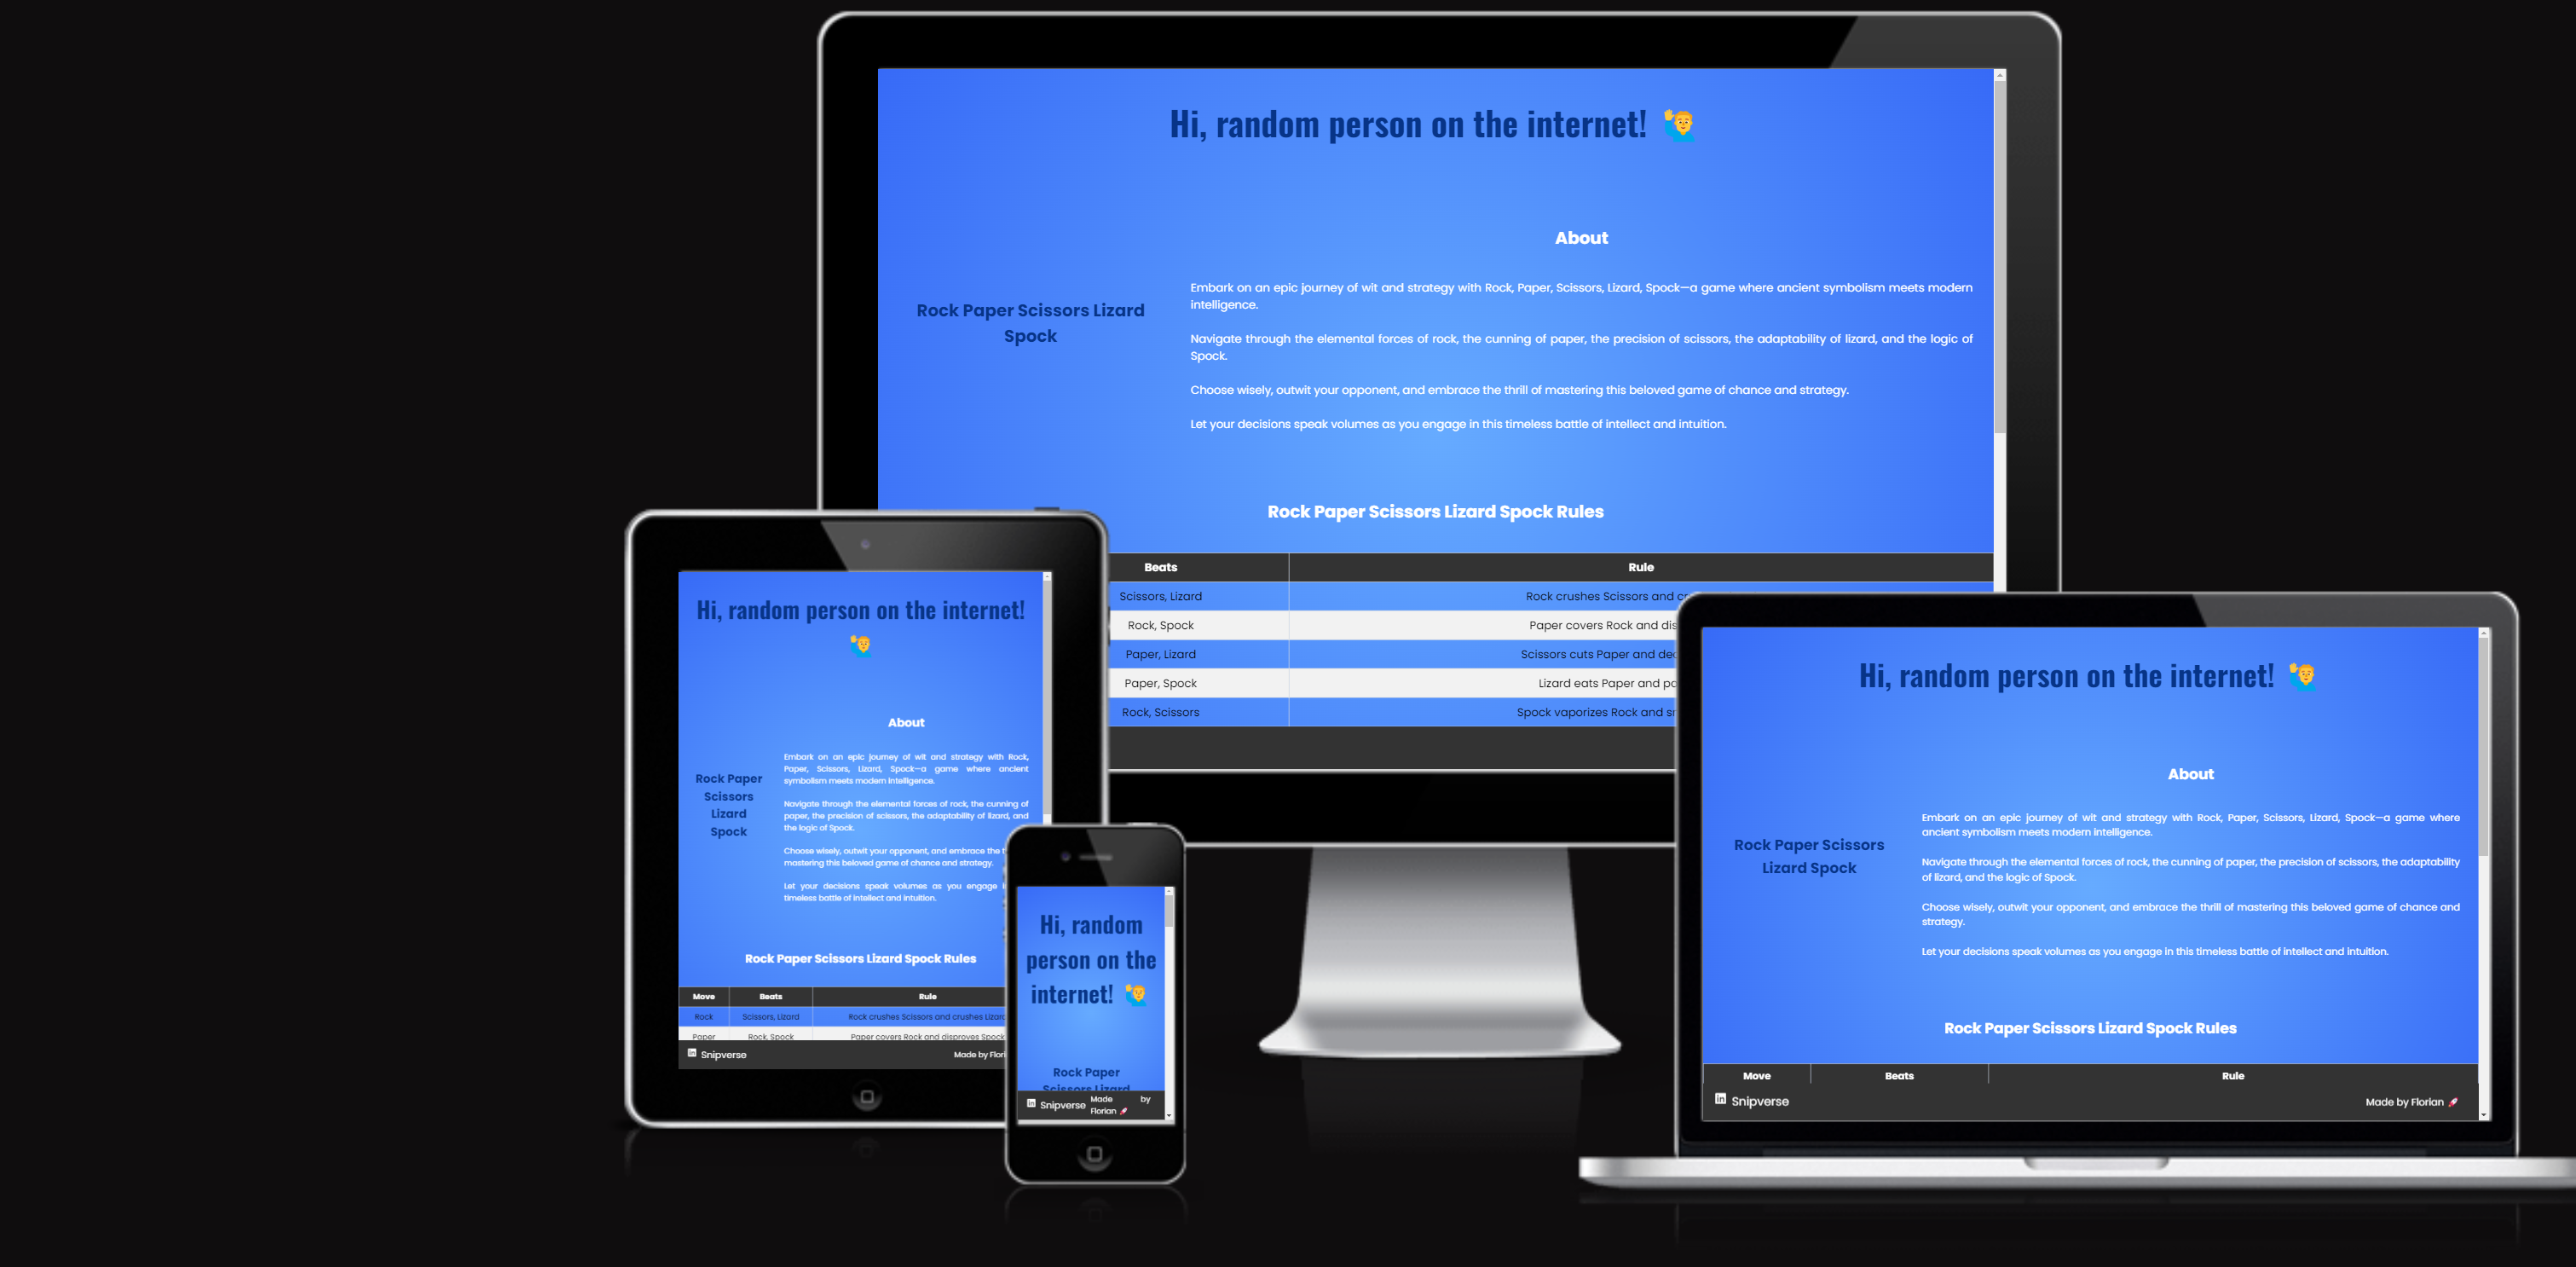 Hi, random person on the internet!
About
Rock Paper Scissors Lizard
Spock
Embark on an epic journey of wit and strategy with Rock, Paper, Scissors, Lizard, Spock—a game where ancient symbolism meets modern
intelligence.
Navigate through the elemental forces of rock, the cunning of paper, the precision of scissors, the adaptability of lizard, and the logic of
Spock.
Choose wisely, outwit your opponent, and embrace the thrill of mastering this beloved game of chance and strategy.
Let your decisions speak volumes as you engage in this timeless battle of intellect and intuition.
Rock Paper Scissors Lizard Spock Rules
Beats Rule
Scissors, Lizard Rock crushes Scissors and
Rock, Spock Paper covers Rock and
Paper, Lizard Scissors cuts Paper and
Paper, Spock Lizard eats Paper and
Rock, Scissors Spock vaporizes Rock and
Hi, random person on the internet!
About
Rock Paper
Scissors
Lizard
Spock
Embark on an epic journey of wit and strategy with Rock,
Paper, Scissors, Lizard, Spock—a game where ancient
symbolism meets modern intelligence.
Navigate through the elemental forces of rock, the cunning of
paper, the precision of scissors, the adaptability of lizard, and
the logic of Spock.
Choose wisely, outwit your opponent, and embrace the
mastering this beloved game of chance and strategy.
Let your decisions speak volumes as you engage
timeless battle of intellect and intuition.
Rock Paper Scissors Lizard Spock Rules
Move Beats Rule
Rock Scissors, Lizard Rock crushes Scissors and crushes Lizard
Paper Rock, Spock Paper covers Rock and disproves Spock
Snipverse Made by
Hi, random
person on the
internet!
Rock Paper
Scissors Lizard
Snipverse Made by
Florian
Hi, random person on the internet!
About
Rock Paper Scissors
Lizard Spock
Embark on an epic journey of wit and strategy with Rock, Paper, Scissors, Lizard, Spock—a game where
ancient symbolism meets modern intelligence.
Navigate through the elemental forces of rock, the cunning of paper, the precision of scissors, the adaptability
of lizard, and the logic of Spock.
Choose wisely, outwit your opponent, and embrace the thrill of mastering this beloved game of chance and
strategy.
Let your decisions speak volumes as you engage in this timeless battle of intellect and intuition.
Rock Paper Scissors Lizard Spock Rules
Move Beats Rule
Snipverse Made by Florian